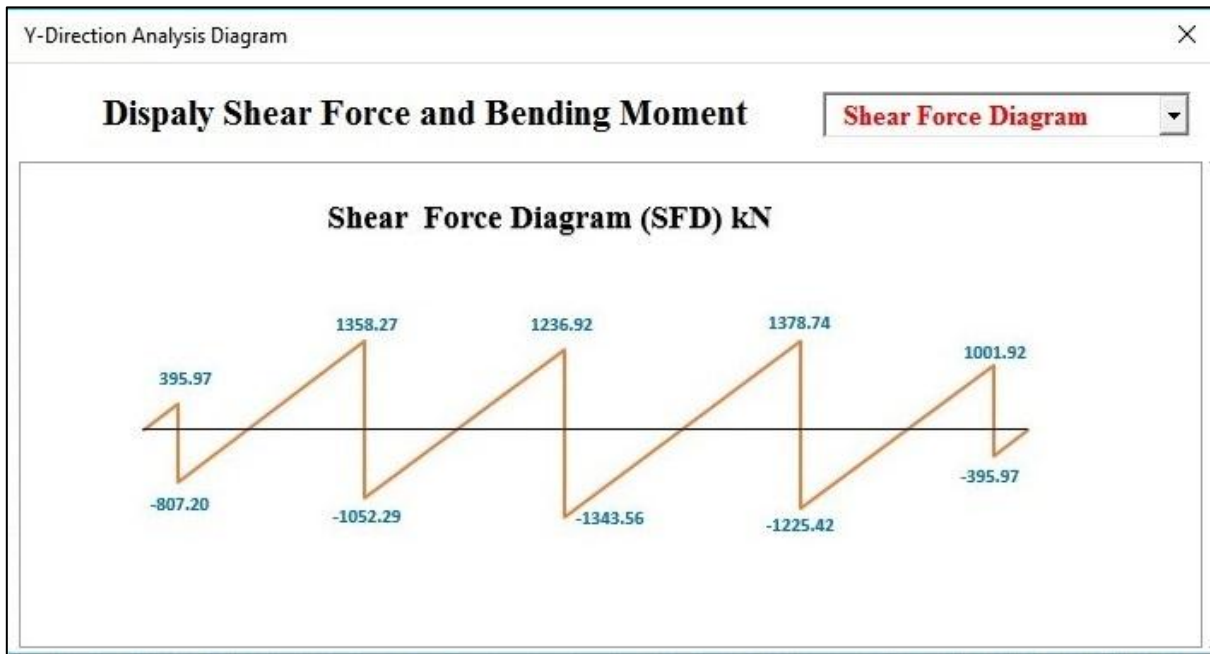 Y-Direction Analysis Diagram
Dispaly Shear Force and Bending Moment
Shear Force Diagram
Shear Force Diagram (SFD) kN
1358.27
1236.92
1378.74
1001.92
395.97
-807.20
-1052.29
-1343.56
-1225.42
-395.97